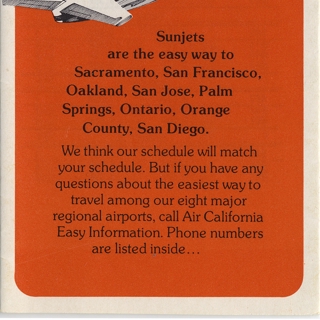 Sunjets
are the easy way to
Sacramento, San Francisco,
Oakland, San Jose, Palm
Springs, Ontario, Orange
County, San Diego.
We think our schedule will match
your schedule. But if you have any
questions about the easiest way to
travel among our eight major
regional airports, call Air California
Easy Information. Phone numbers
are listed inside...